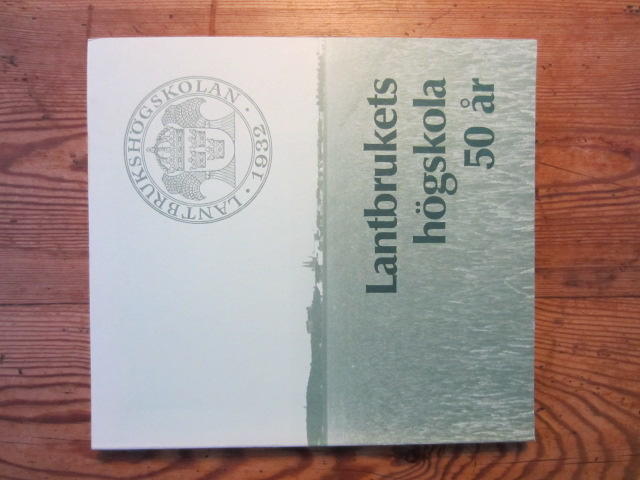 LANTBRUKSHÖGSKOLAN · 1932 ·
Lantbrukets
högskola
50 år